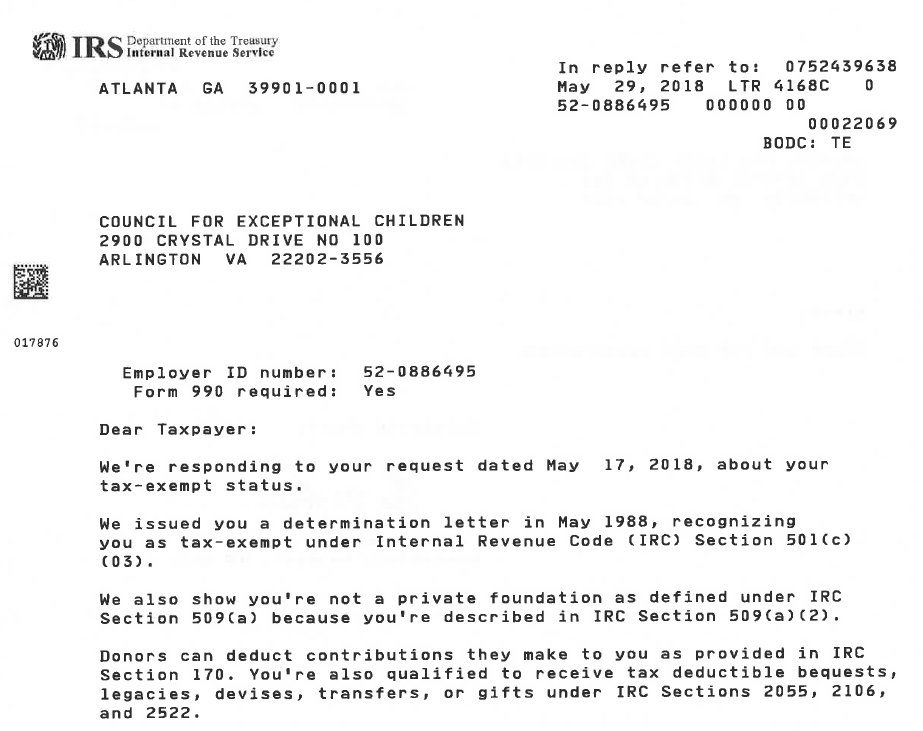 IRS Department of the Treasury
Internal Revenue Service
ATLANTA GA 39901-0001
In reply refer to: 0752439638
May 29, 2018 LTR 4168C 0
52-0886495 000000 00
00022069
BODC: TE
COUNCIL FOR EXCEPTIONAL CHILDREN
2900 CRYSTAL DRIVE NO 100
ARLINGTON VA 22202-3556
017876
Employer ID number: 52-0886495
Form 990 required: Yes
Dear Taxpayer:
We're responding to your request dated May 17, 2018, about your
tax-exempt status.
We issued you a determination letter in May 1988, recognizing
you as tax-exempt under Internal Revenue Code (IRC) Section 501(c)
(03).
We also show you're not a private foundation as defined under IRC
Section 509(a) because you're described in IRC Section 509(a)(2).
Donors can deduct contributions they make to you as provided in IRC
Section 170. You're also qualified to receive tax deductible bequests,
legacies, devises, transfers, or gifts under IRC Sections 2055, 2106,
and 2522.